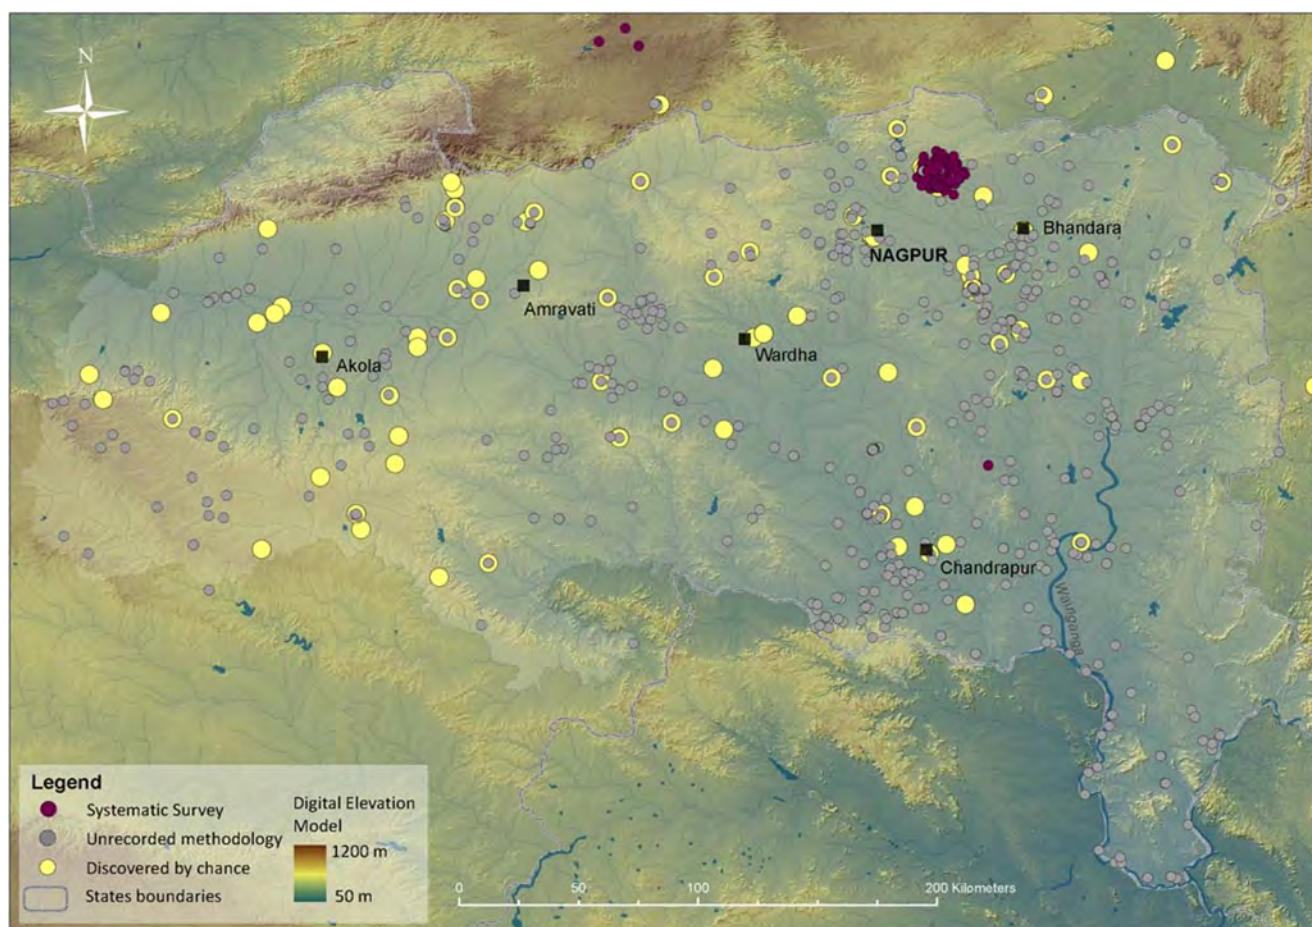 N
Bhandara
NAGPUR
Amravati
Wardha
Akola
Chandrapur
Wainganga
Legend
Systematic Survey
Unrecorded methodology
Discovered by chance
States boundaries
Digital Elevation
Model
1200 m
50 m
0 50 100 200 Kilometers